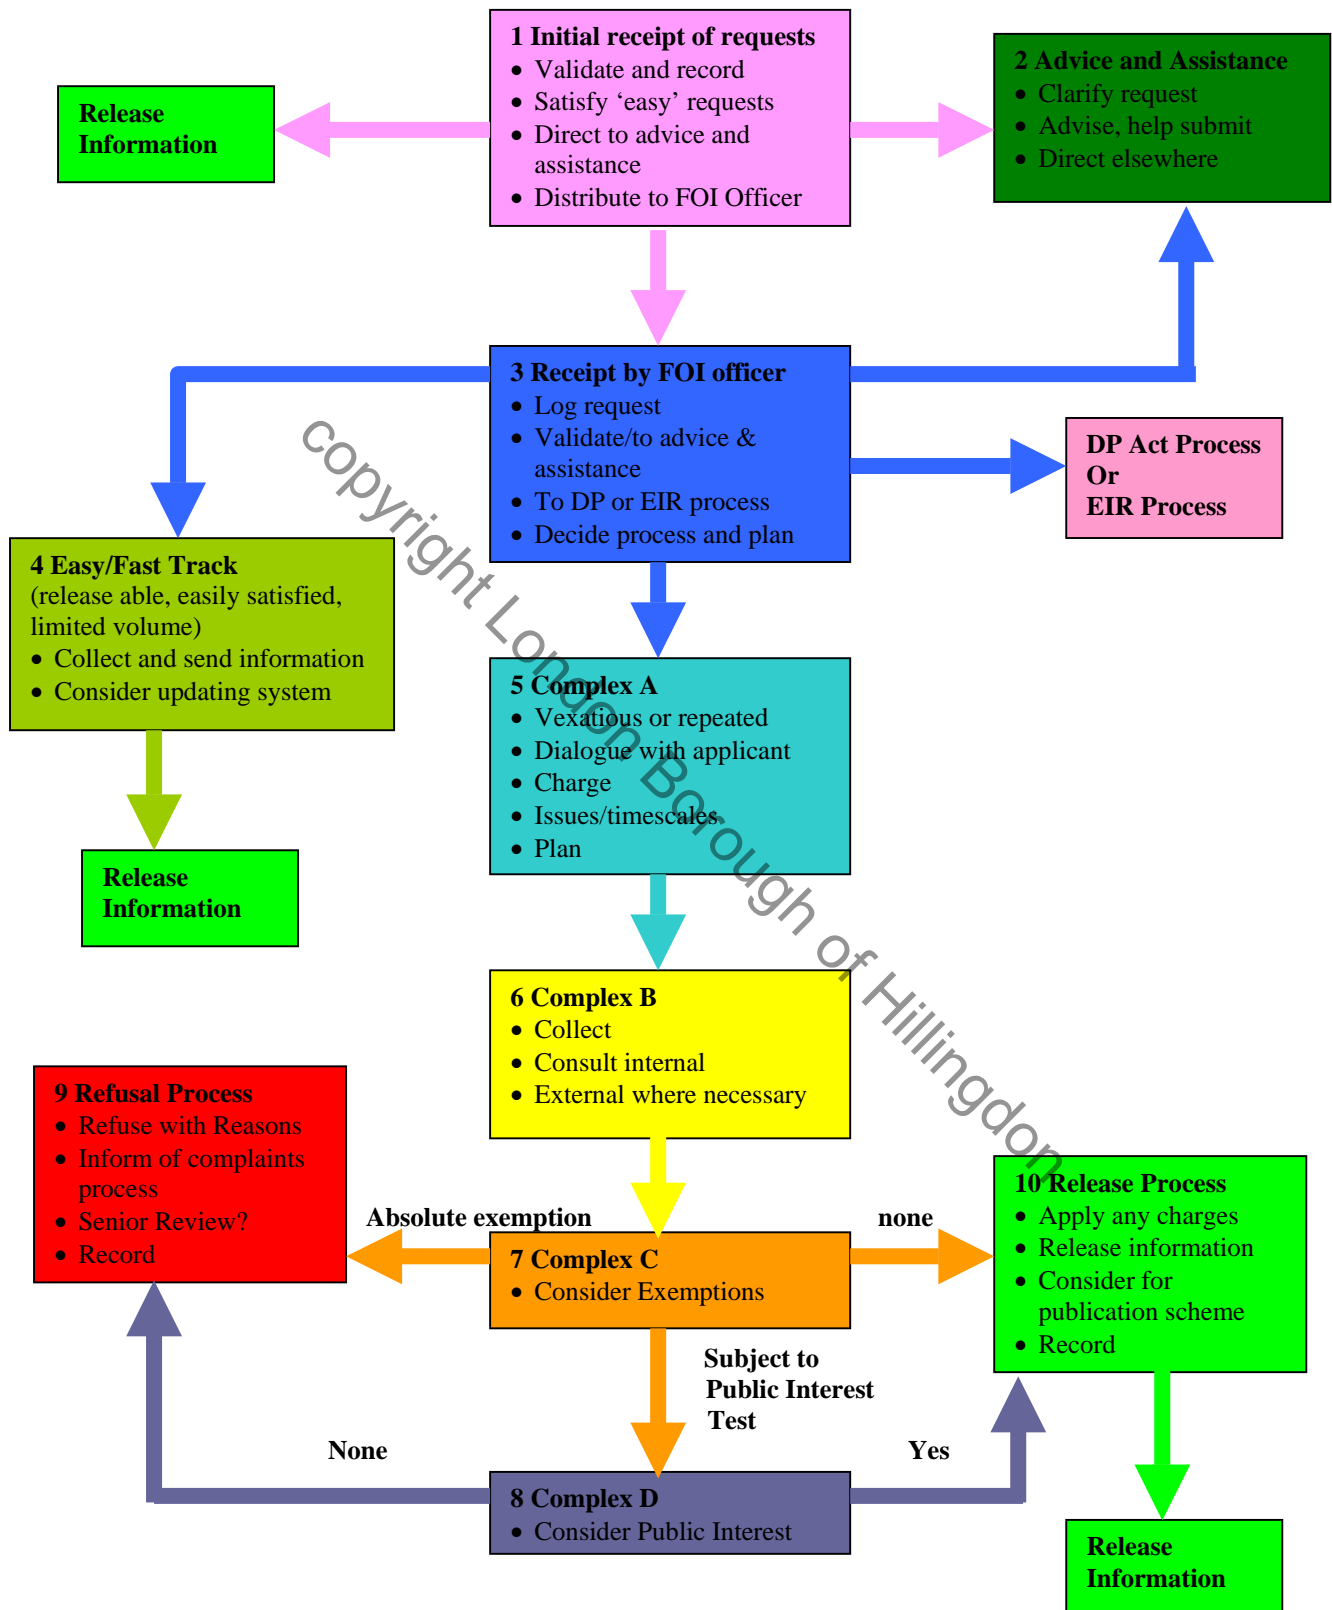 1 Initial receipt of requests
• Validate and record
• Satisfy ‘easy’ requests
• Direct to advice and
assistance
• Distribute to FOI Officer
Release
Information
2 Advice and Assistance
• Clarify request
• Advise, help submit
• Direct elsewhere
3 Receipt by FOI officer
• Log request
• Validate/to advice &
assistance
• To DP or EIR process
• Decide process and plan
DP Act Process
Or
EIR Process
4 Easy/Fast Track
(release able, easily satisfied,
limited volume)
• Collect and send information
• Consider updating system
Release
Information
5 Complex A
• Vexatious or repeated
• Dialogue with applicant
• Charge
• Issues/timescales
• Plan
6 Complex B
• Collect
• Consult internal
• External where necessary
9 Refusal Process
• Refuse with Reasons
• Inform of complaints
process
• Senior Review?
• Record
Absolute exemption
none
7 Complex C
• Consider Exemptions
10 Release Process
• Apply any charges
• Release information
• Consider for
publication scheme
• Record
Subject to
Public Interest
Test
None
Yes
8 Complex D
• Consider Public Interest
Release
Information
copyright London Borough of Hillingdon